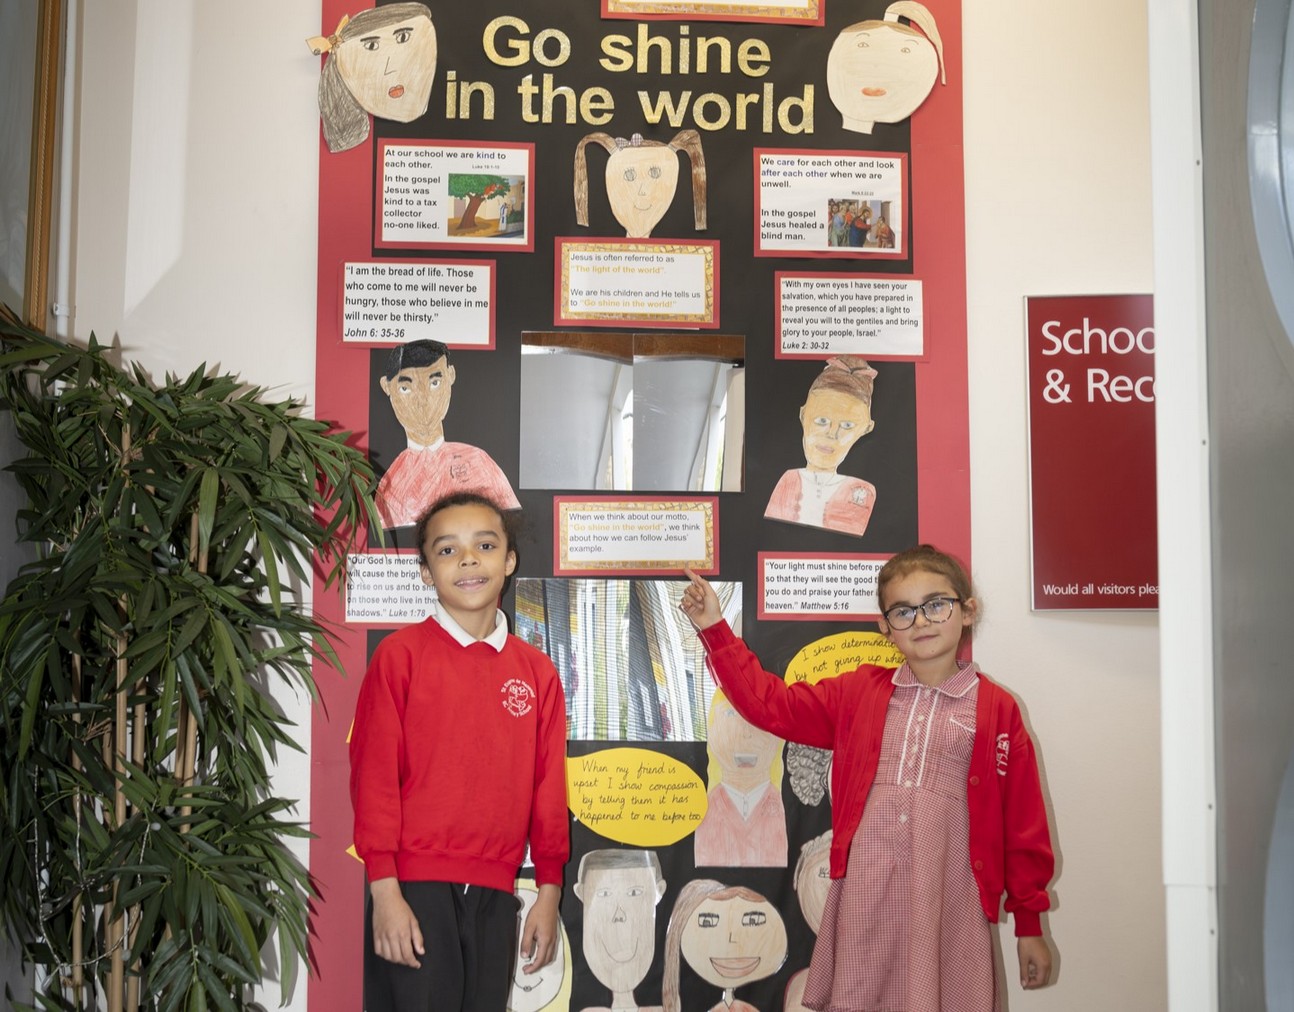 Go shine
in the world
At our school we are kind to
each other.
Luke 19:1-10
In the gospel
Jesus was
kind to a tax
collector
no-one liked.
We care for each other and look
after each other when we are
unwell.
In the gospel
Jesus healed a
blind man.
Jesus is often referred to as
"The light of the world".
We are his children and He tells us
to "Go shine in the world!"
"I am the bread of life. Those
who come to me will never be
hungry, those who believe in me
will never be thirsty."
John 6: 35-36
"With my own eyes I have seen your
salvation, which you have prepared in
the presence of all peoples; a light to
reveal you will to the gentiles and bring
glory to your people, Israel."
Luke 2: 30-32
Schoo
& Rece
Would all visitors plea
When we think about our motto,
"Go shine in the world", we think
about how we can follow Jesus'
example.
"Our God is merci
will cause the brigh
to rise on us and to
on those who live in the
shadows." Luke 1:78
"Your light must shine before
so that they will see the good
you do and praise your father
heaven." Matthew 5:16
I show determinati
by not giving up when
When my friend is
upset I show compassion
by telling them it has
happened to me before too.